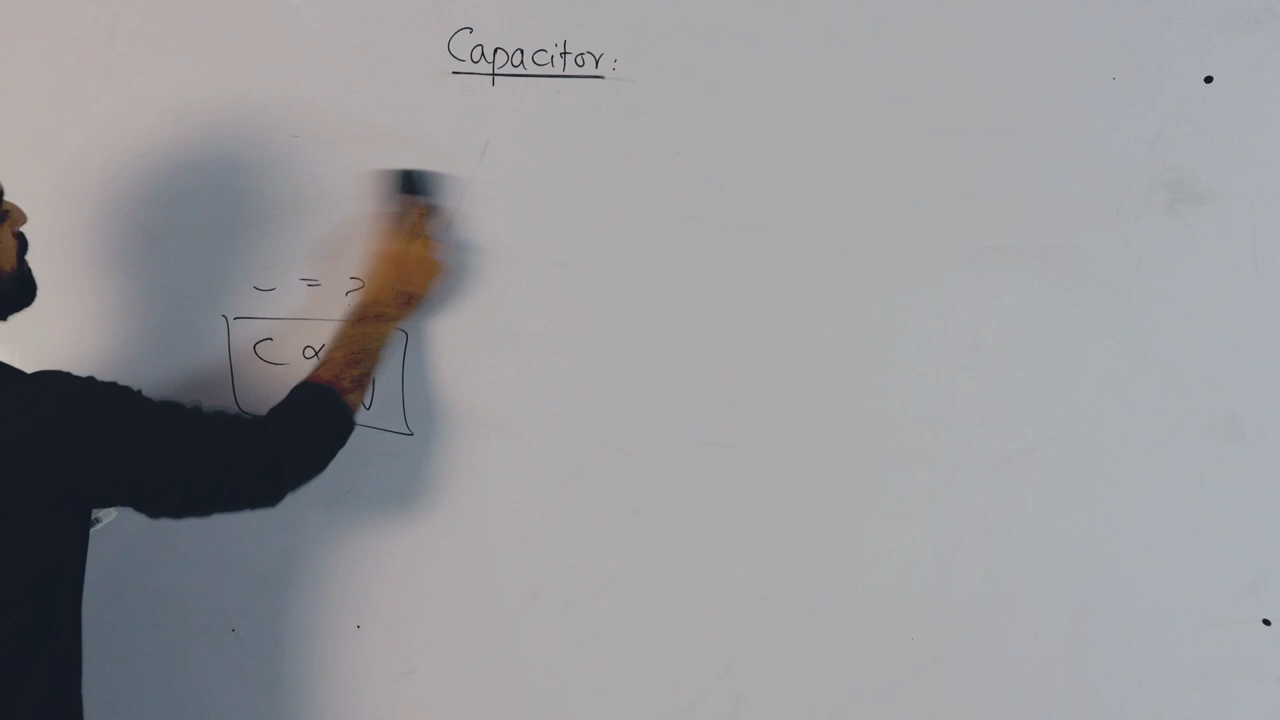 Capacitor:
= ?
C α